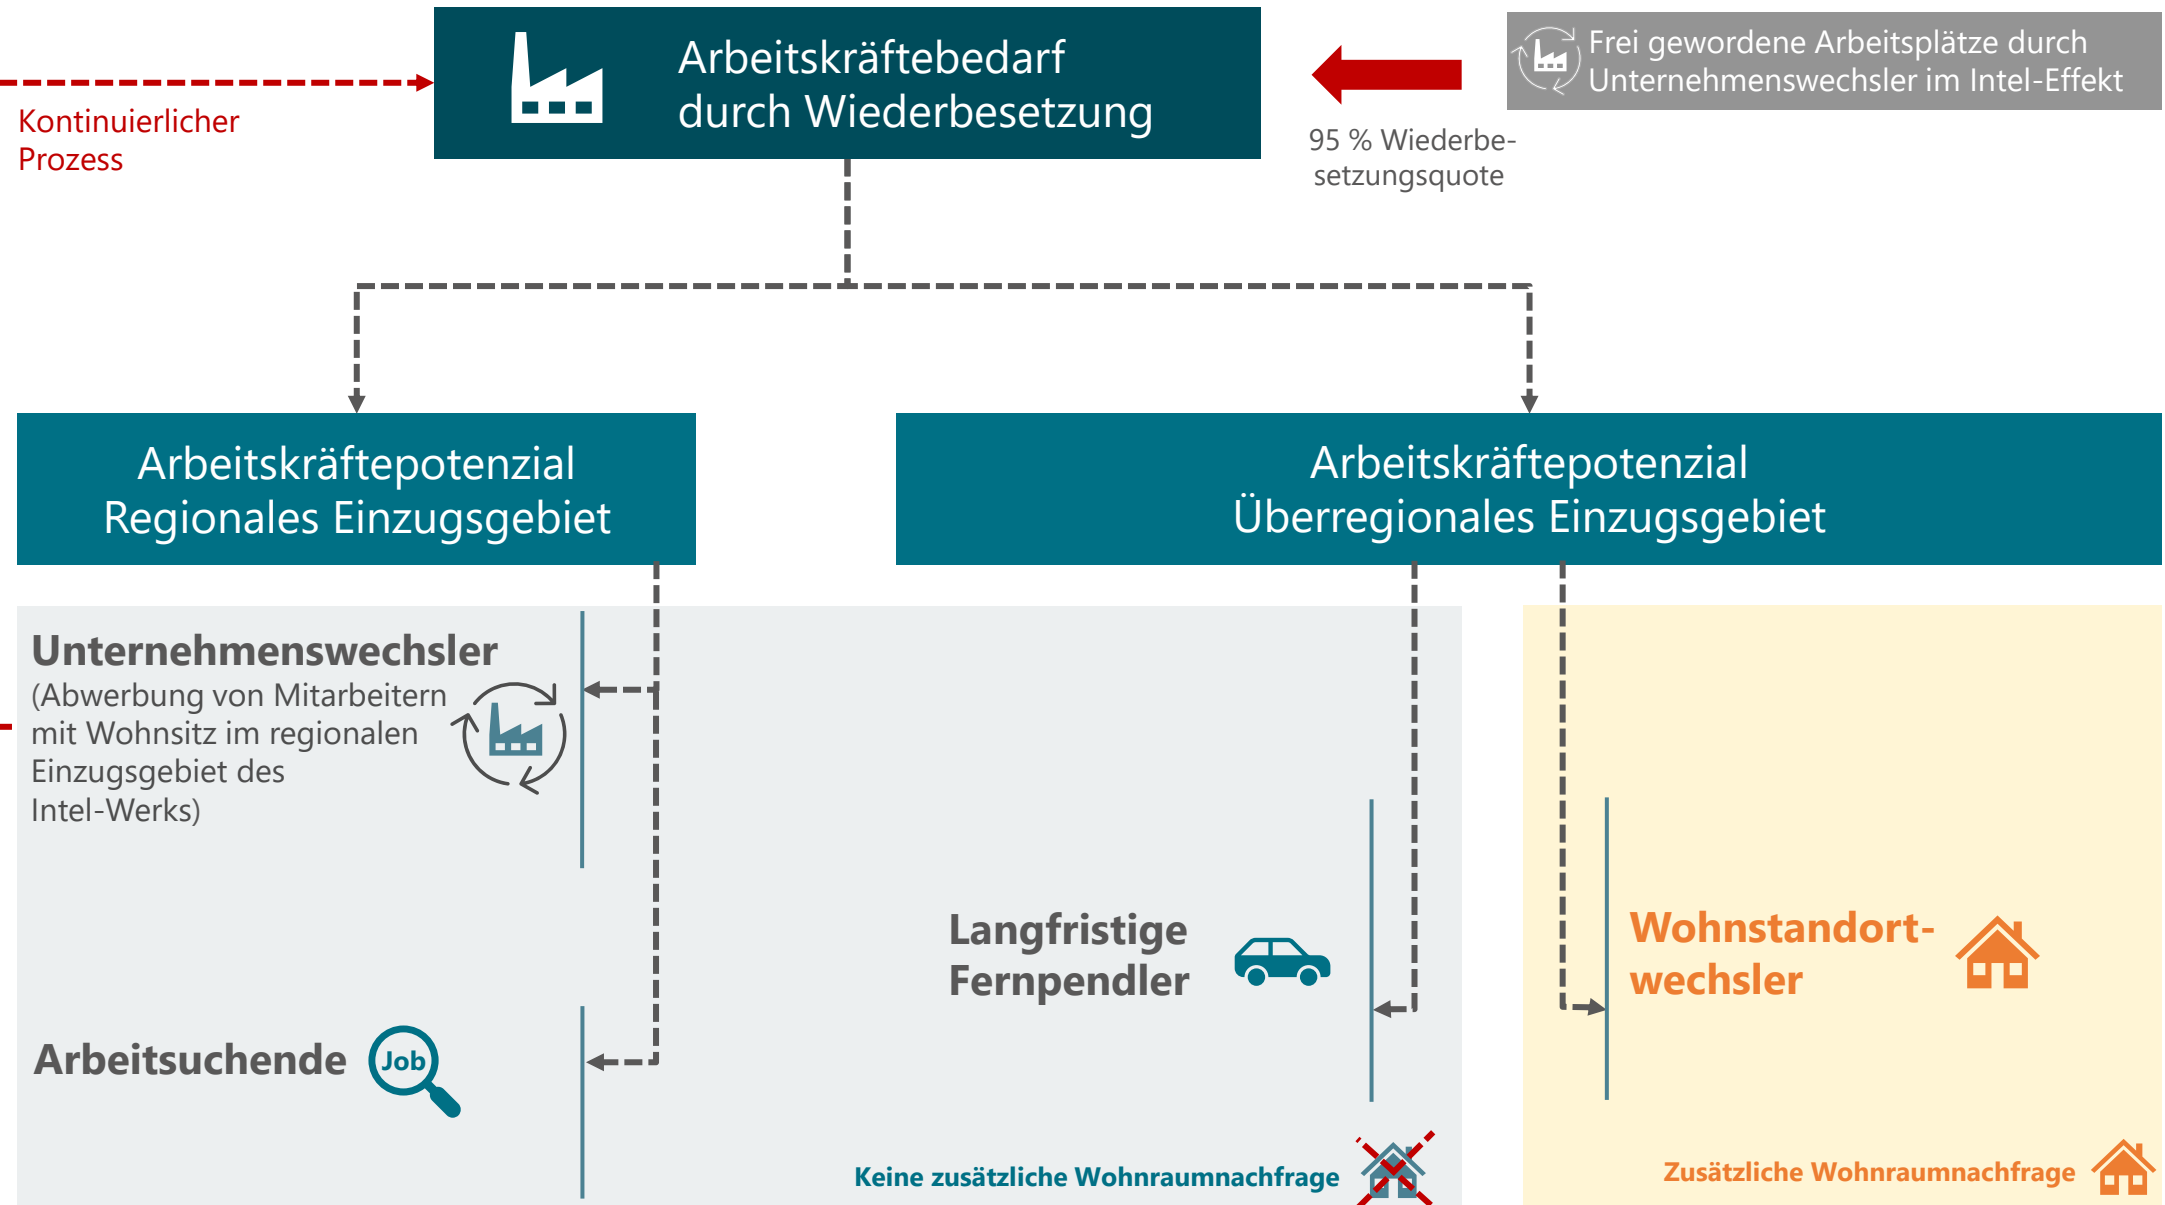 Arbeitskräftebedarf
durch Wiederbesetzung
Frei gewordene Arbeitsplätze durch
Unternehmenswechsler im Intel-Effekt
Kontinuierlicher
Prozess
95 % Wiederbe-
setzungsquote
Arbeitskräftepotenzial
Regionales Einzugsgebiet
Arbeitskräftepotenzial
Überregionales Einzugsgebiet
Unternehmenswechsler
(Abwerbung von Mitarbeitern
mit Wohnsitz im regionalen
Einzugsgebiet des
Intel-Werks)
Langfristige
Fernpendler
Wohnstandort-
wechsler
Arbeitsuchende
Job
Keine zusätzliche Wohnraumnachfrage
Zusätzliche Wohnraumnachfrage